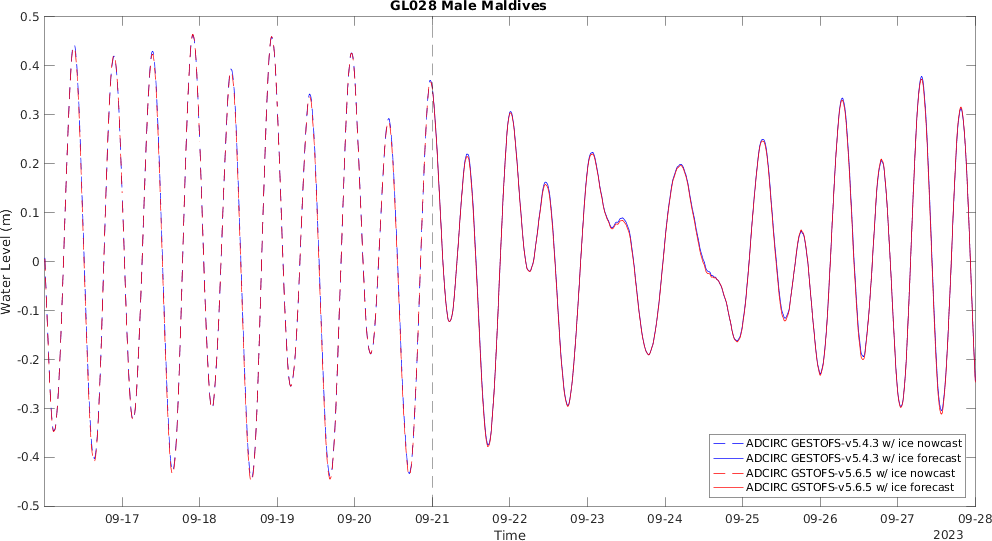 GL028 Male Maldives
0.5
0.4
0.3
0.2
0.1
0
-0.1
-0.2
-0.3
-0.4
-0.5
Water Level (m)
ADCIRC GESTOFS-v5.4.3 w/ ice nowcast
ADCIRC GESTOFS-v5.4.3 w/ ice forecast
ADCIRC GSTOFS-v5.6.5 w/ ice nowcast
ADCIRC GSTOFS-v5.6.5 w/ ice forecast
09-17 09-18 09-19 09-20 09-21 09-22 09-23 09-24 09-25 09-26 09-27 09-28
Time
2023